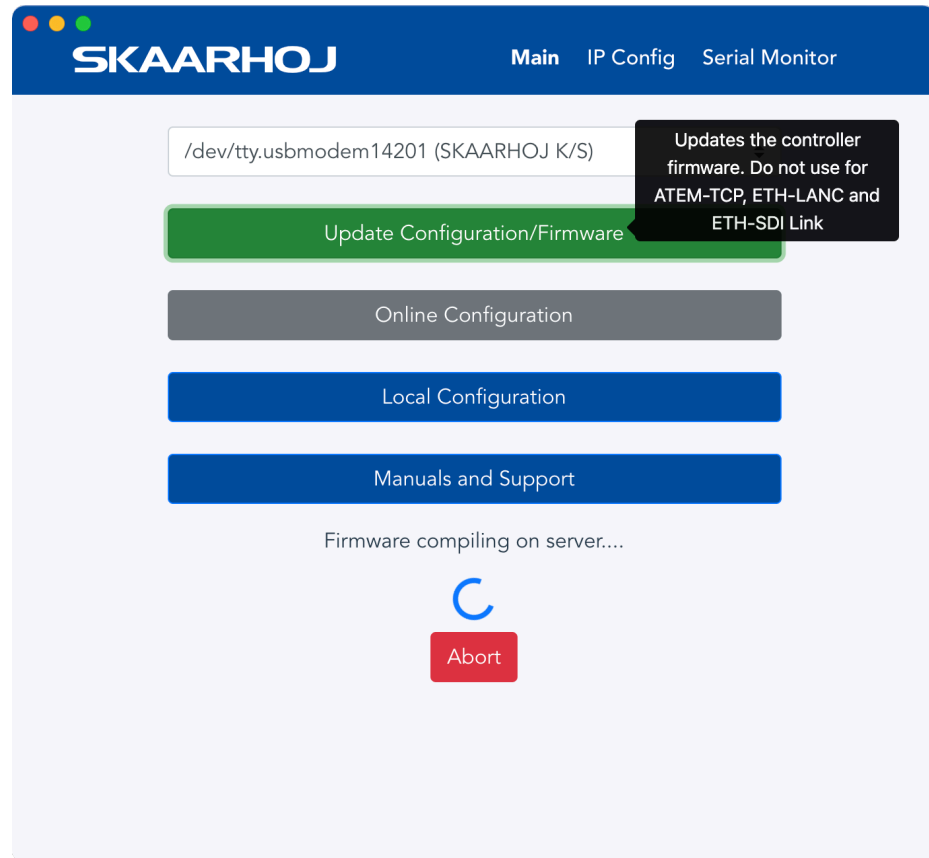 SKAARHOJ
Main IP Config Serial Monitor
/dev/tty.usbmodem14201 (SKAARHOJ K/S)
Updates the controller
firmware. Do not use for
ATEM-TCP, ETH-LANC and
ETH-SDI Link
Update Configuration/Firmware
Online Configuration
Local Configuration
Manuals and Support
Firmware compiling on server....
Abort